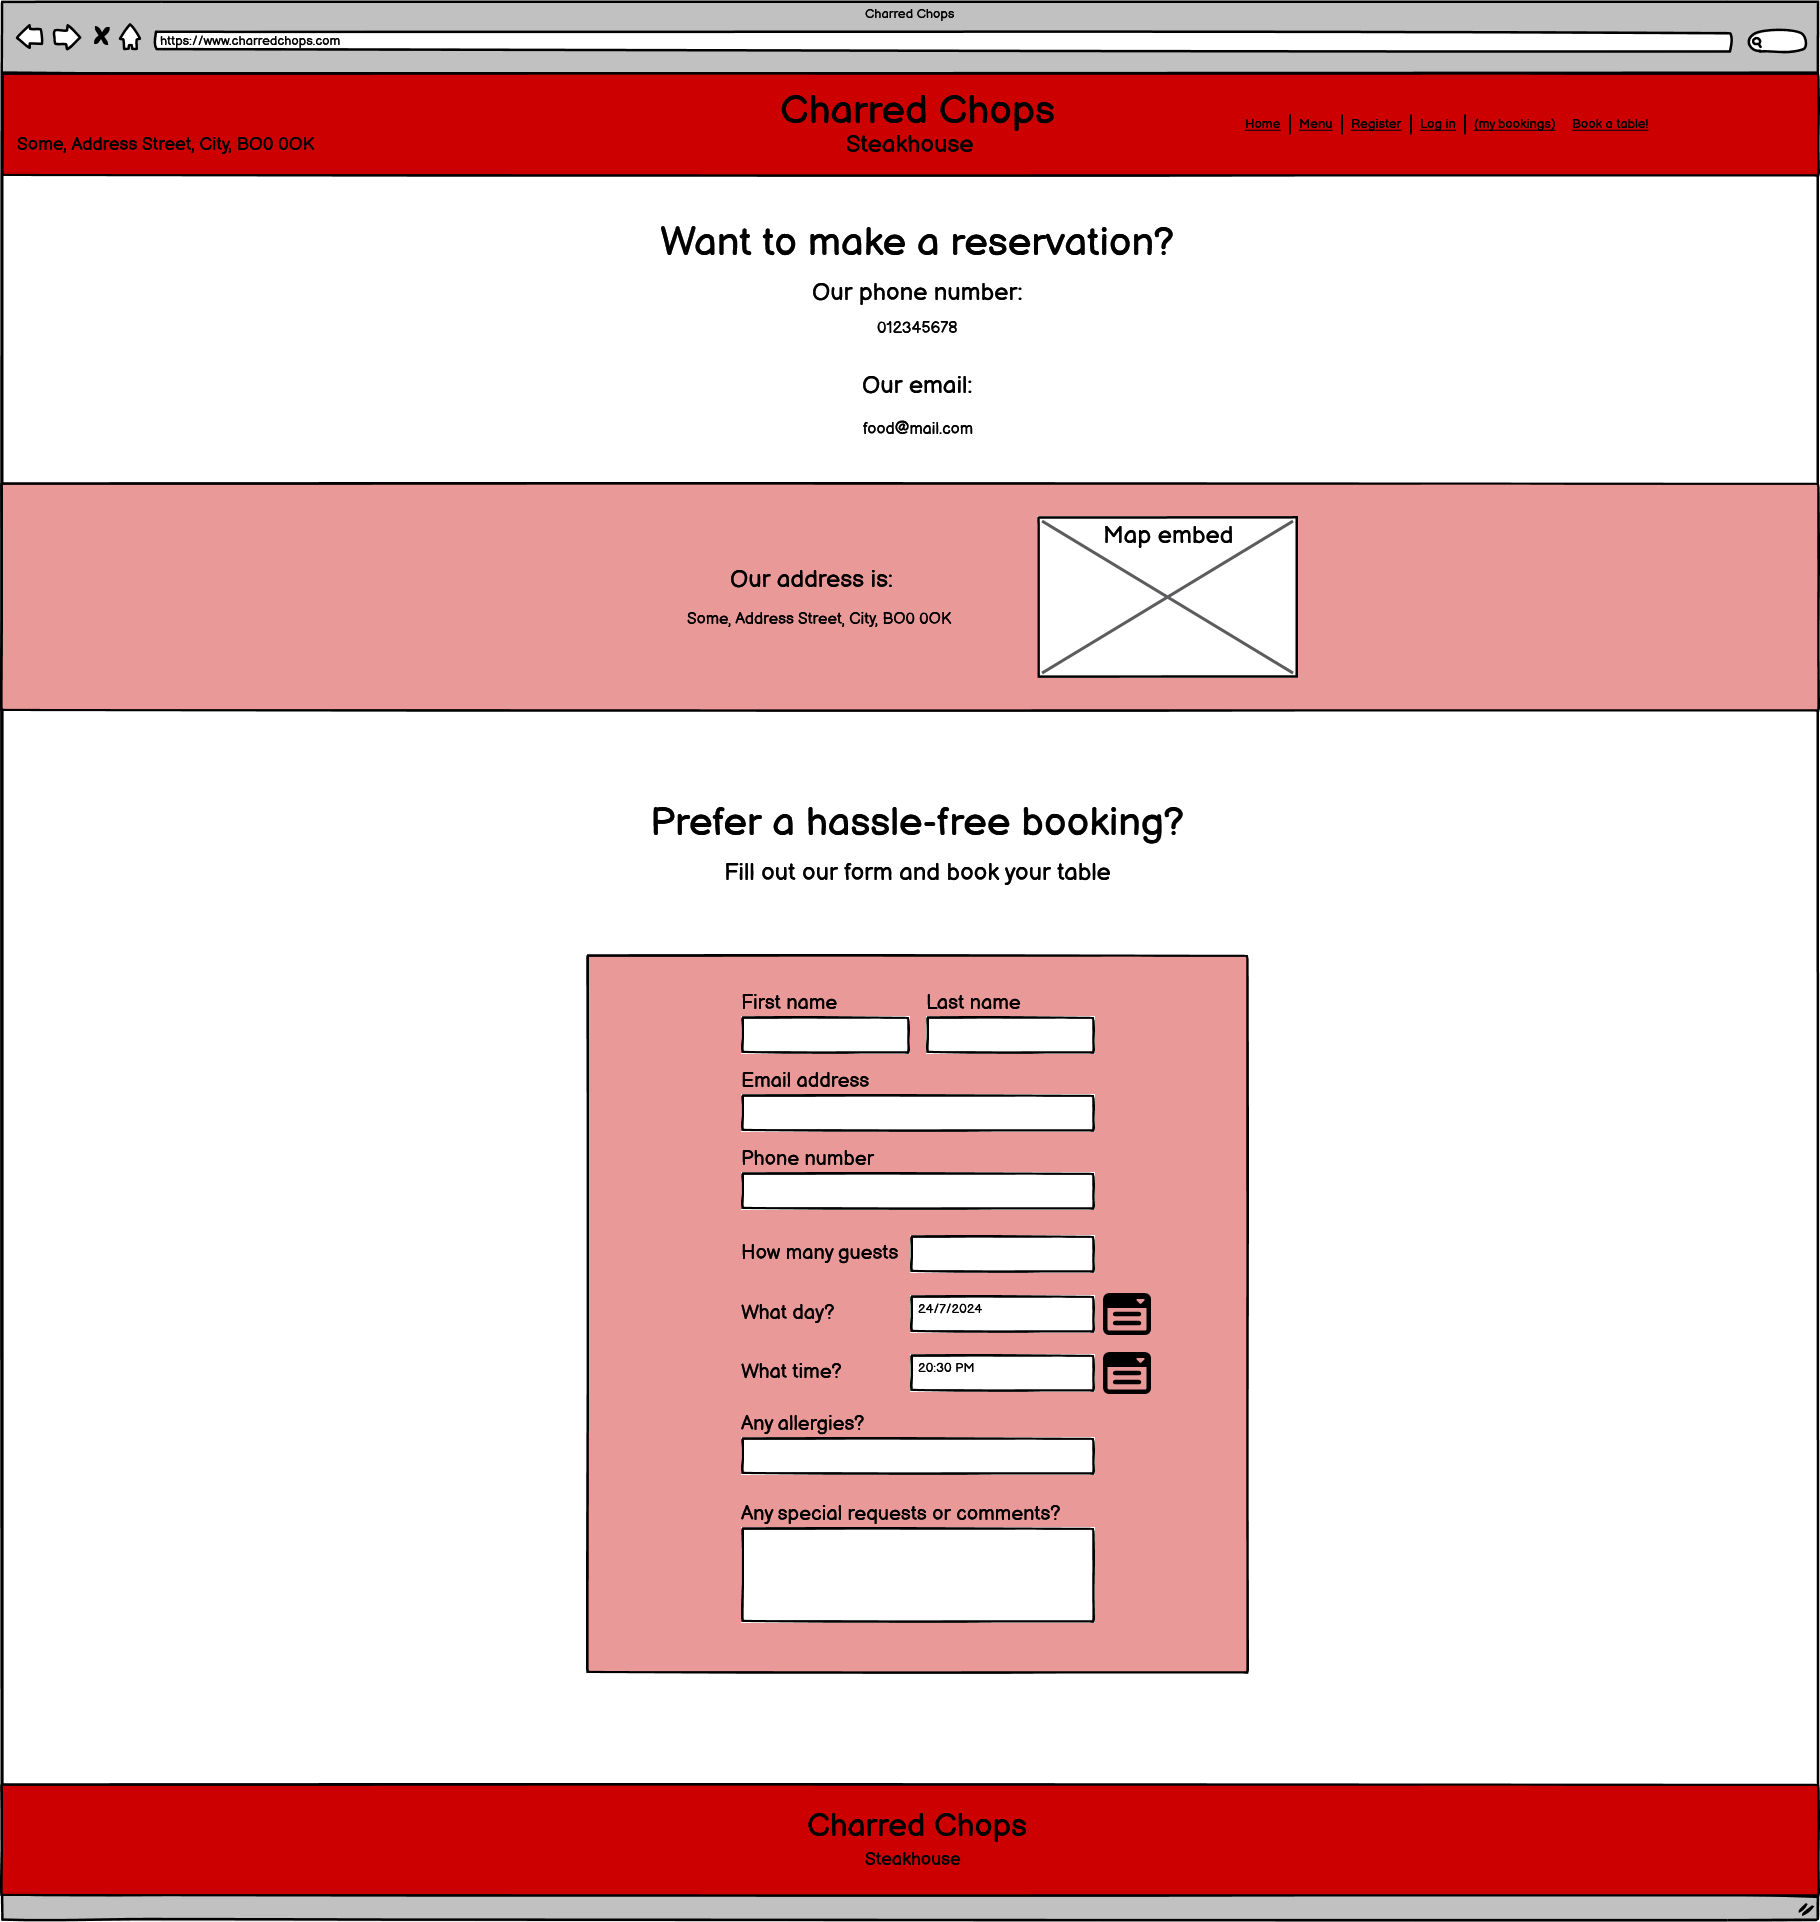 Charred Chops
https://www.charredchops.com
Charred Chops
Steakhouse
Some, Address Street, City, BO0 0OK
Home | Menu | Register | Log in | (my bookings) Book a table!
Want to make a reservation?
Our phone number:
012345678
Our email:
food@mail.com
Map embed
Our address is:
Some, Address Street, City, BO0 0OK
Prefer a hassle-free booking?
Fill out our form and book your table
First name Last name
Email address
Phone number
How many guests
What day? 24/7/2024
What time? 20:30 PM
Any allergies?
Any special requests or comments?
Charred Chops
Steakhouse